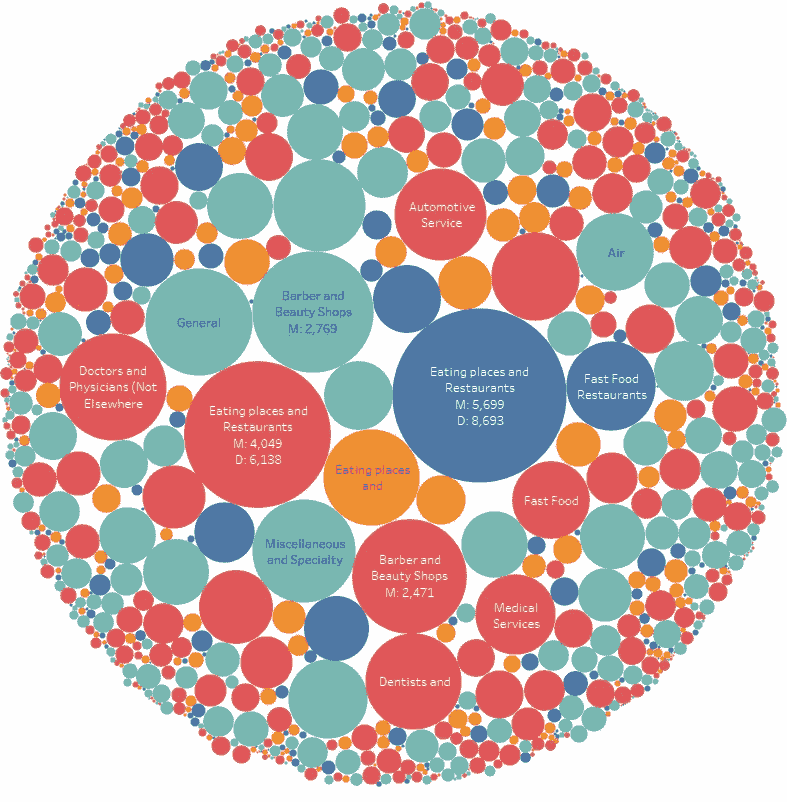 Automotive
Service
Air
Barber and
Beauty Shops
M: 2,769
General
Eating places and
Restaurants
M: 5,699
D: 8,693
Fast Food
Restaurants
Doctors and
Physicians (Not
Elsewhere
Eating places and
Restaurants
M: 4,049
D: 6,138
Eating places
and
Fast Food
Miscellaneous
and Specialty
Barber and
Beauty Shops
M: 2,471
Medical
Services
Dentists and